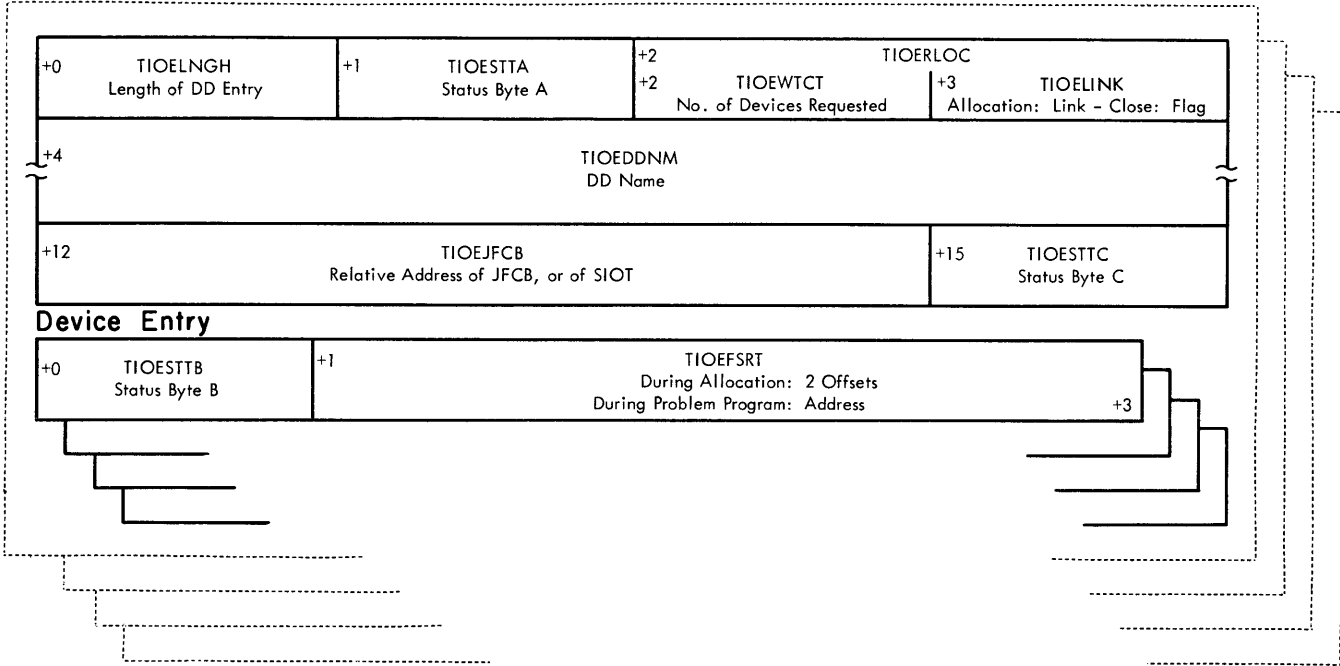 +0 TIOELNGH
Length of DD Entry
+1 TIOESTTA
Status Byte A
+2 TIOERLOC
+2 TIOEWTCT
No. of Devices Requested
+3 TIOELINK
Allocation: Link - Close: Flag
+4 TIOEDDNM
DD Name
+12 TIOEJFCB
Relative Address of JFCB, or of SIOT
+15 TIOESTTC
Status Byte C
Device Entry
+0 TIOESTTB
Status Byte B
+1 TIOEFSRT
During Allocation: 2 Offsets
During Problem Program: Address +3